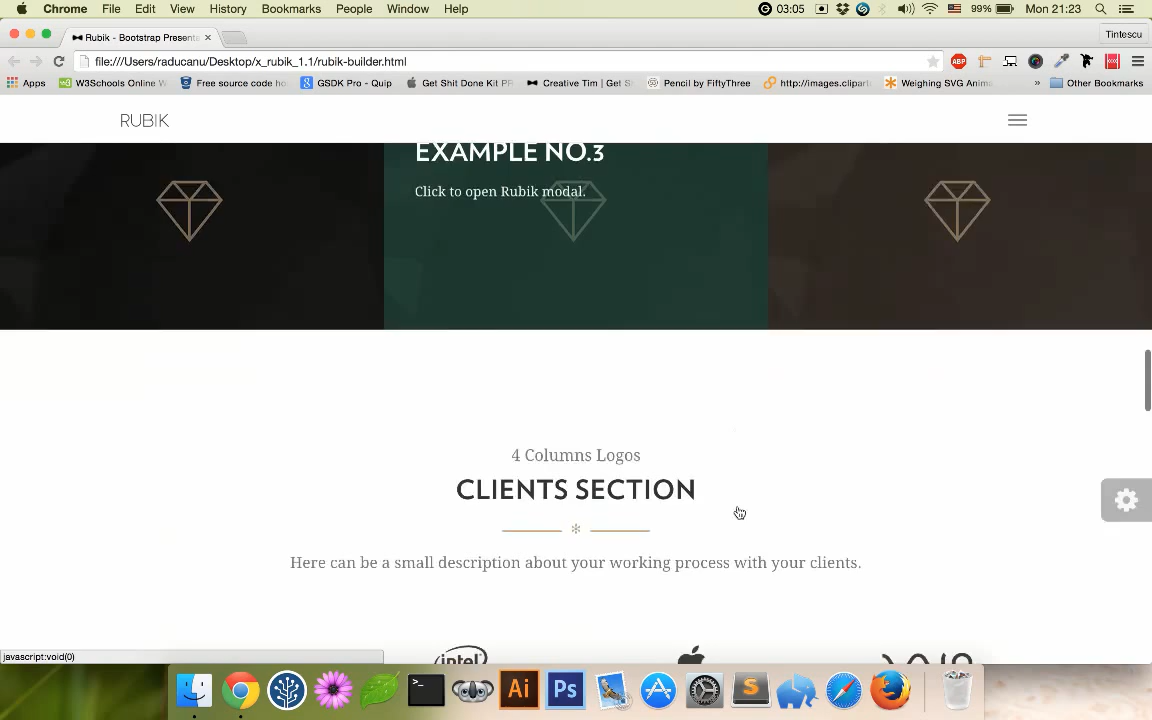 Chrome File Edit View History Bookmarks People Window Help 03:05 99% Mon 21:23
Rubik - Bootstrap Present Tintescu
file:///Users/raducanu/Desktop/x_rubik_1.1/rubik-builder.html ABP
Apps W3Schools Online W Free source code GSDK Pro - Quip Get Shit Done Kit PR Creative Tim | Get S Pencil by FiftyThree http://images.clipart Weighing SVG Anima » Other Bookmarks
RUBIK
EXAMPLE NO.3
Click to open Rubik modal.
4 Columns Logos
CLIENTS SECTION
Here can be a small description about your working process with your clients.
intel
javascript:void(0)
Ai Ps